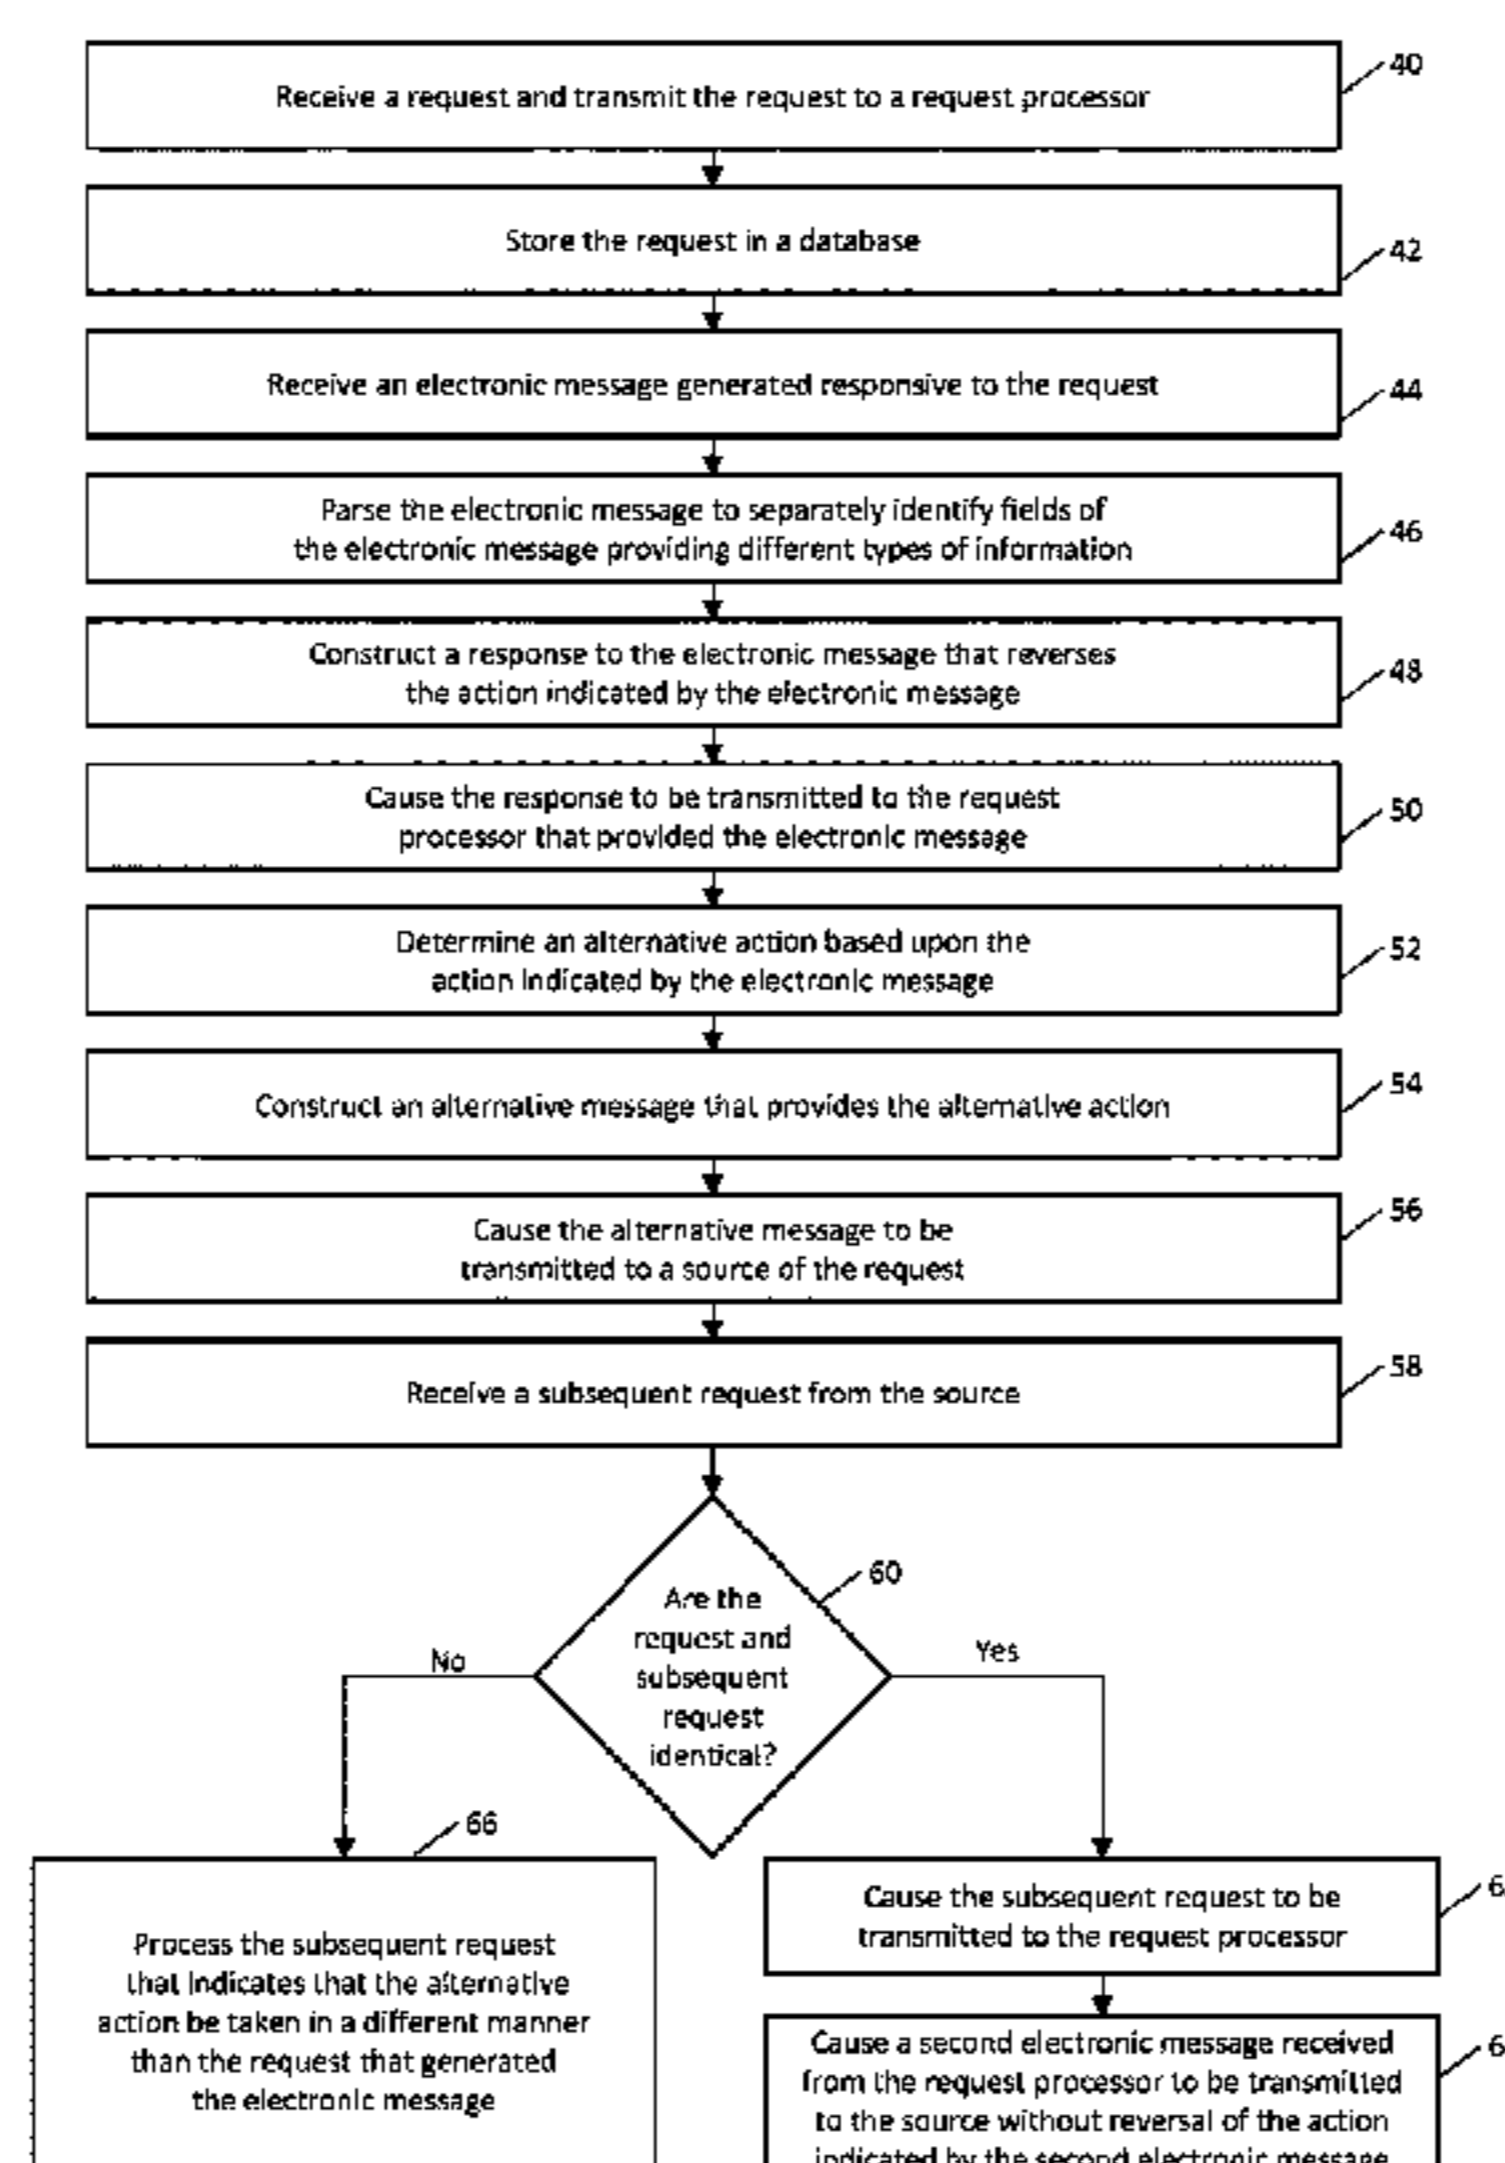 Receive a request and transmit the request to a request processor
40
Store the request in a database
42
Receive an electronic message generated responsive to the request
44
Parse the electronic message to separately identify fields of
the electronic message providing different types of information
46
Construct a response to the electronic message that reverses
the action indicated by the electronic message
48
Cause the response to be transmitted to the request
processor that provided the electronic message
50
Determine an alternative action based upon the
action indicated by the electronic message
52
Construct an alternative message that provides the alternative action
54
Cause the alternative message to be
transmitted to a source of the request
56
Receive a subsequent request from the source
58
Are the
request and
subsequent
request
identical?
60
No
Yes
66
Process the subsequent request
that indicates that the alternative
action be taken in a different manner
than the request that generated
the electronic message
Cause the subsequent request to be
transmitted to the request processor
6
Cause a second electronic message received
from the request processor to be transmitted
to the source without reversal of the action
indicated by the second electronic message
6